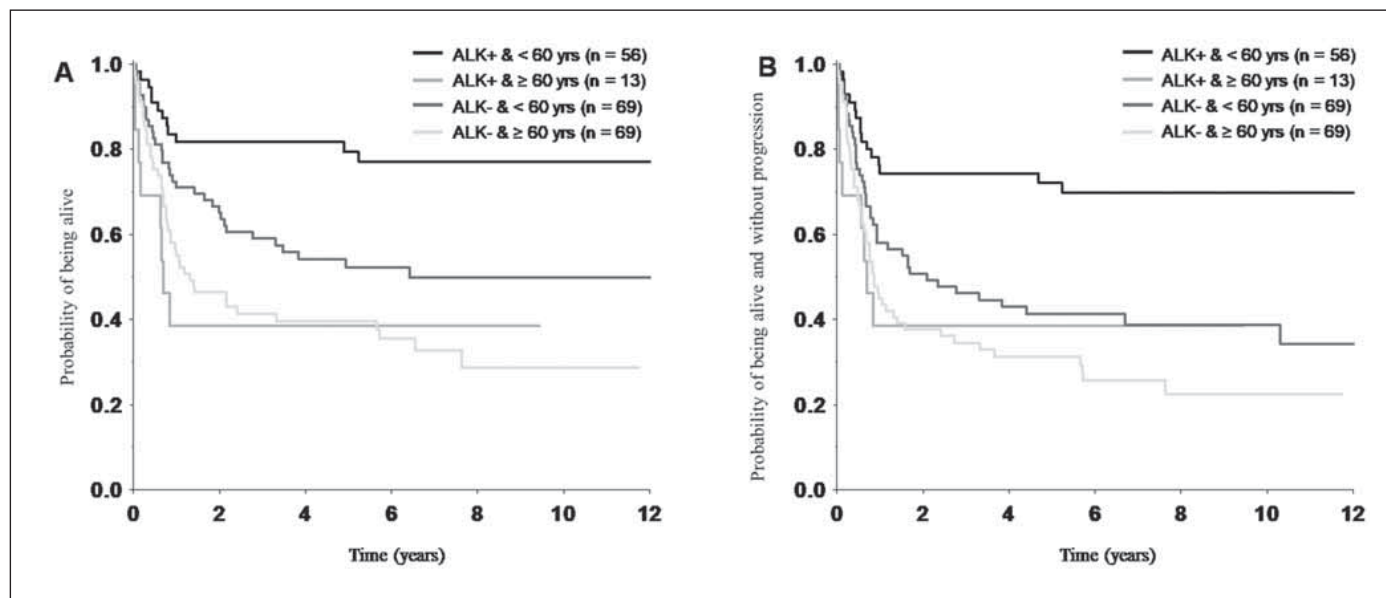 A
ALK+ & < 60 yrs (n = 56)
ALK+ & ≥ 60 yrs (n = 13)
ALK- & < 60 yrs (n = 69)
ALK- & ≥ 60 yrs (n = 69)
Probability of being alive
1.0
0.8
0.6
0.4
0.2
0.0
0 2 4 6 8 10 12
Time (years)
B
ALK+ & < 60 yrs (n = 56)
ALK+ & ≥ 60 yrs (n = 13)
ALK- & < 60 yrs (n = 69)
ALK- & ≥ 60 yrs (n = 69)
Probability of being alive and without progression
1.0
0.8
0.6
0.4
0.2
0.0
0 2 4 6 8 10 12
Time (years)